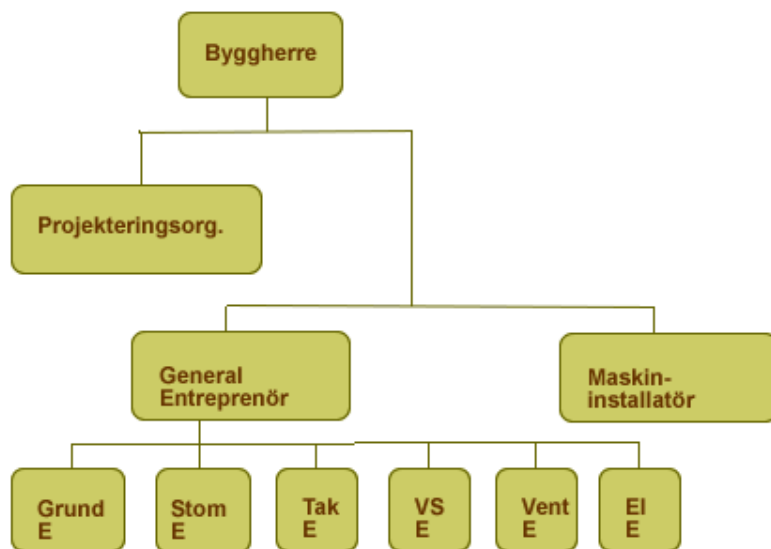 Byggherre
Projekteringsorg.
General
Entreprenör
Maskin-
installatör
Grund
E
Stom
E
Tak
E
VS
E
Vent
E
El
E